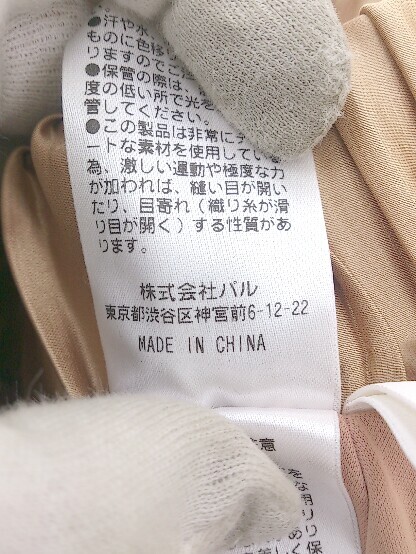 ●汗や水
ものに色移り
りますのでご注
●保管の際は、
度の低い所で光を
管してください。
●この製品は非常にデ
ートな素材を使用している
為、激しい運動や極度な力
が加われば、縫い目が開い
たり、目寄れ（織り糸が滑
り目が開く）する性質があ
ります。
株式会社パル
東京都渋谷区神宮前6-12-22
MADE IN CHINA
意